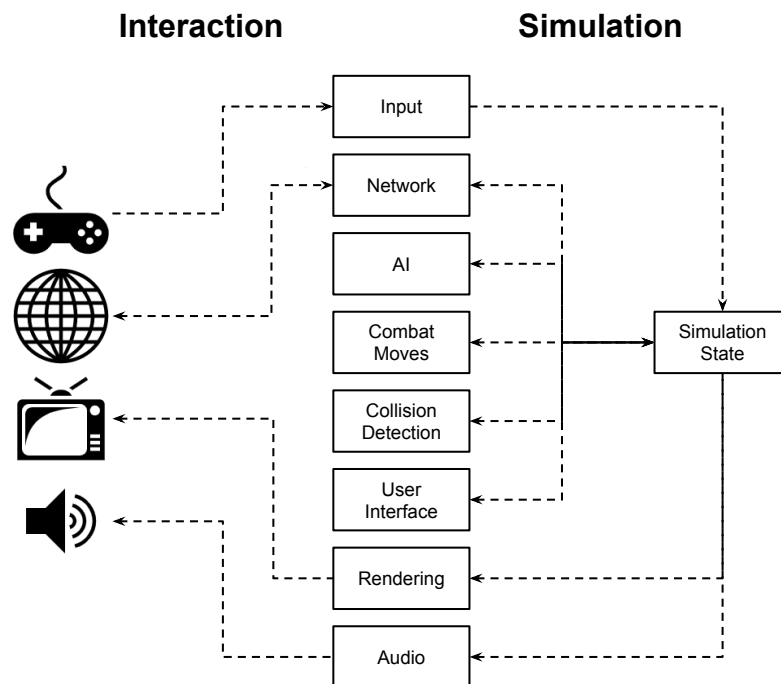 Interaction
Simulation
Input
Network
AI
Combat
Moves
Simulation
State
Collision
Detection
User
Interface
Rendering
Audio